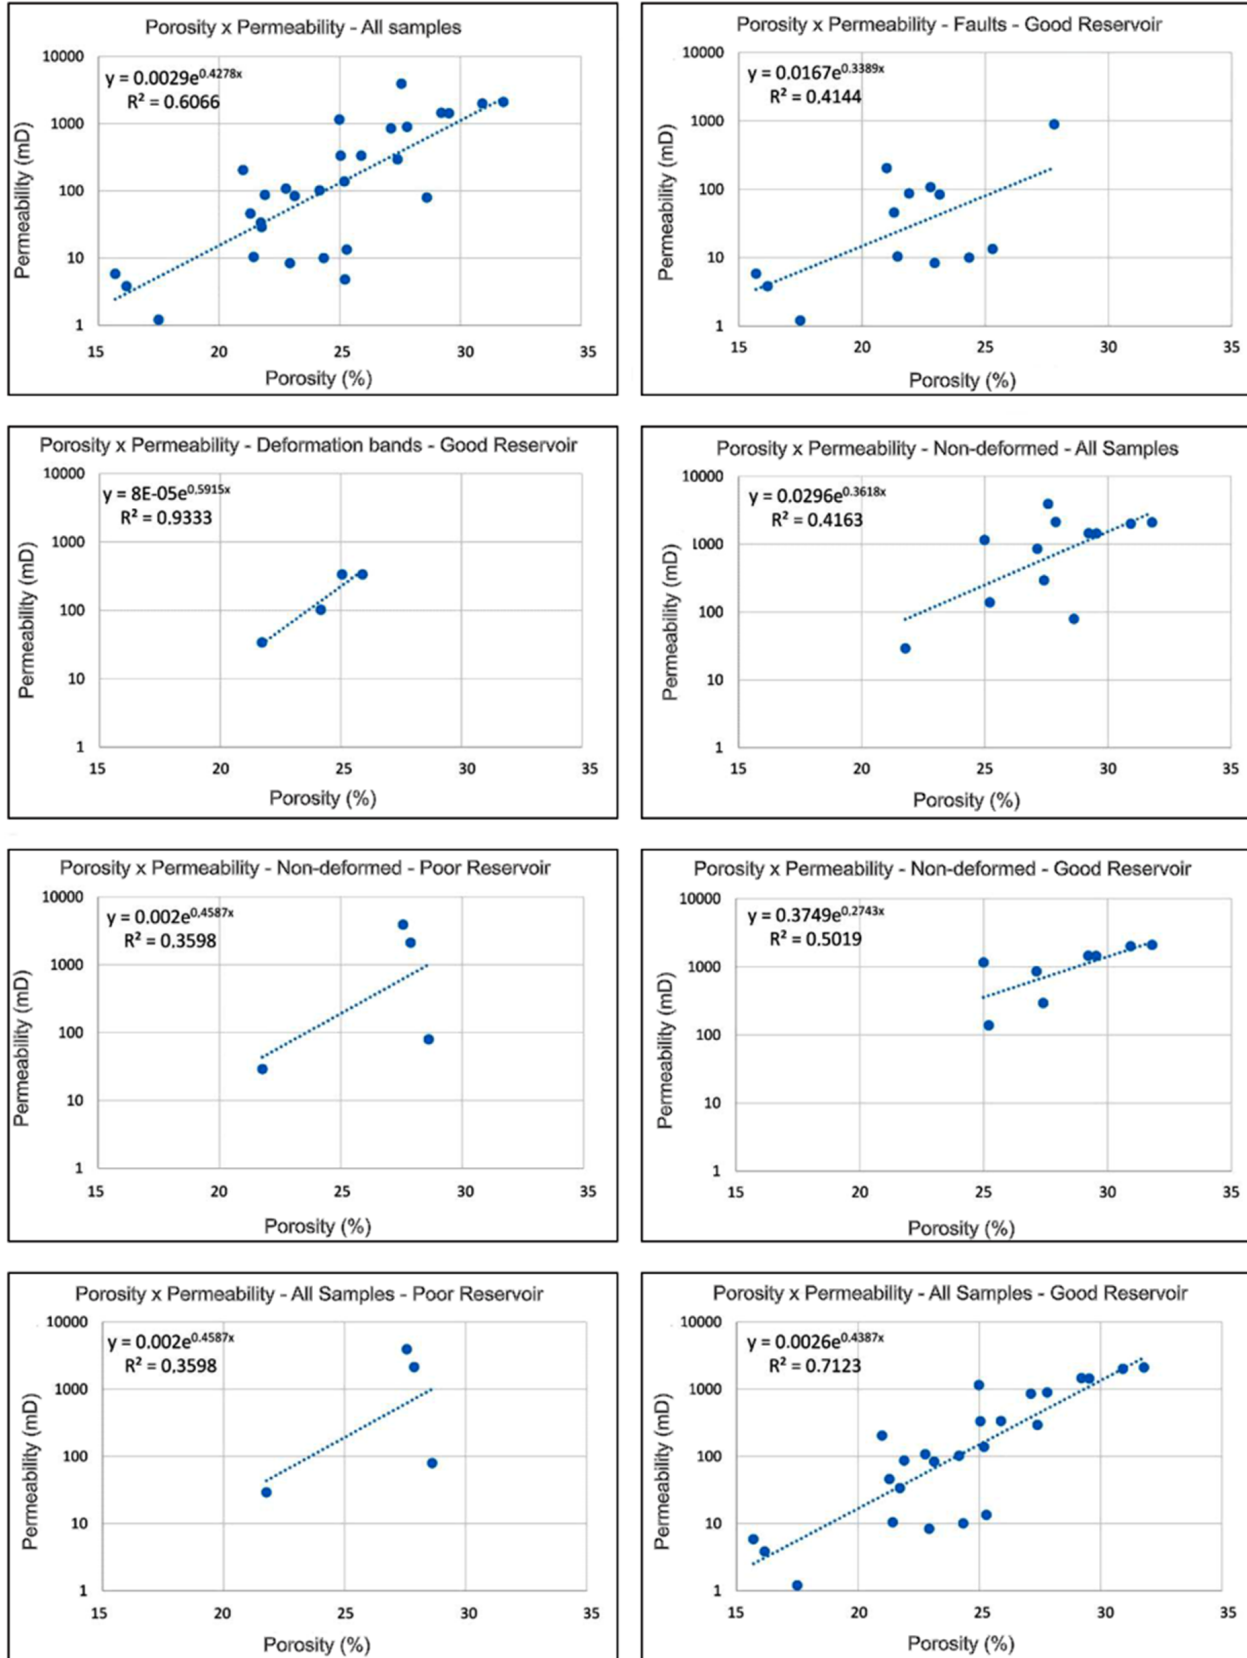 Porosity x Permeability - All samples
y = 0.0029e^0.4278x
R² = 0.6066
Permeability (mD)
10000
1000
100
10
1
15 20 25 30 35
Porosity (%)
Porosity x Permeability - Faults - Good Reservoir
y = 0.0167e^0.3389x
R² = 0.4144
Permeability (mD)
10000
1000
100
10
1
15 20 25 30 35
Porosity (%)
Porosity x Permeability - Deformation bands - Good Reservoir
y = 8E-05e^0,5915x
R² = 0.9333
Permeability (mD)
10000
1000
100
10
1
15 20 25 30 35
Porosity (%)
Porosity x Permeability - Non-deformed - All Samples
y = 0.0296e^0.3618x
R² = 0.4163
Permeability (mD)
10000
1000
100
10
1
15 20 25 30 35
Porosity (%)
Porosity x Permeability - Non-deformed - Poor Reservoir
y = 0.002e^0,4587x
R² = 0.3598
Permeability (mD)
10000
1000
100
10
1
15 20 25 30 35
Porosity (%)
Porosity x Permeability - Non-deformed - Good Reservoir
y = 0.3749e^0.2743x
R² = 0.5019
Permeability (mD)
10000
1000
100
10
1
15 20 25 30 35
Porosity (%)
Porosity x Permeability - All Samples - Poor Reservoir
y = 0.002e^0.4587x
R² = 0,3598
Permeability (mD)
10000
1000
100
10
1
15 20 25 30 35
Porosity (%)
Porosity x Permeability - All Samples - Good Reservoir
y = 0.0026e^0.4387x
R² = 0.7123
Permeability (mD)
10000
1000
100
10
1
15 20 25 30 35
Porosity (%)